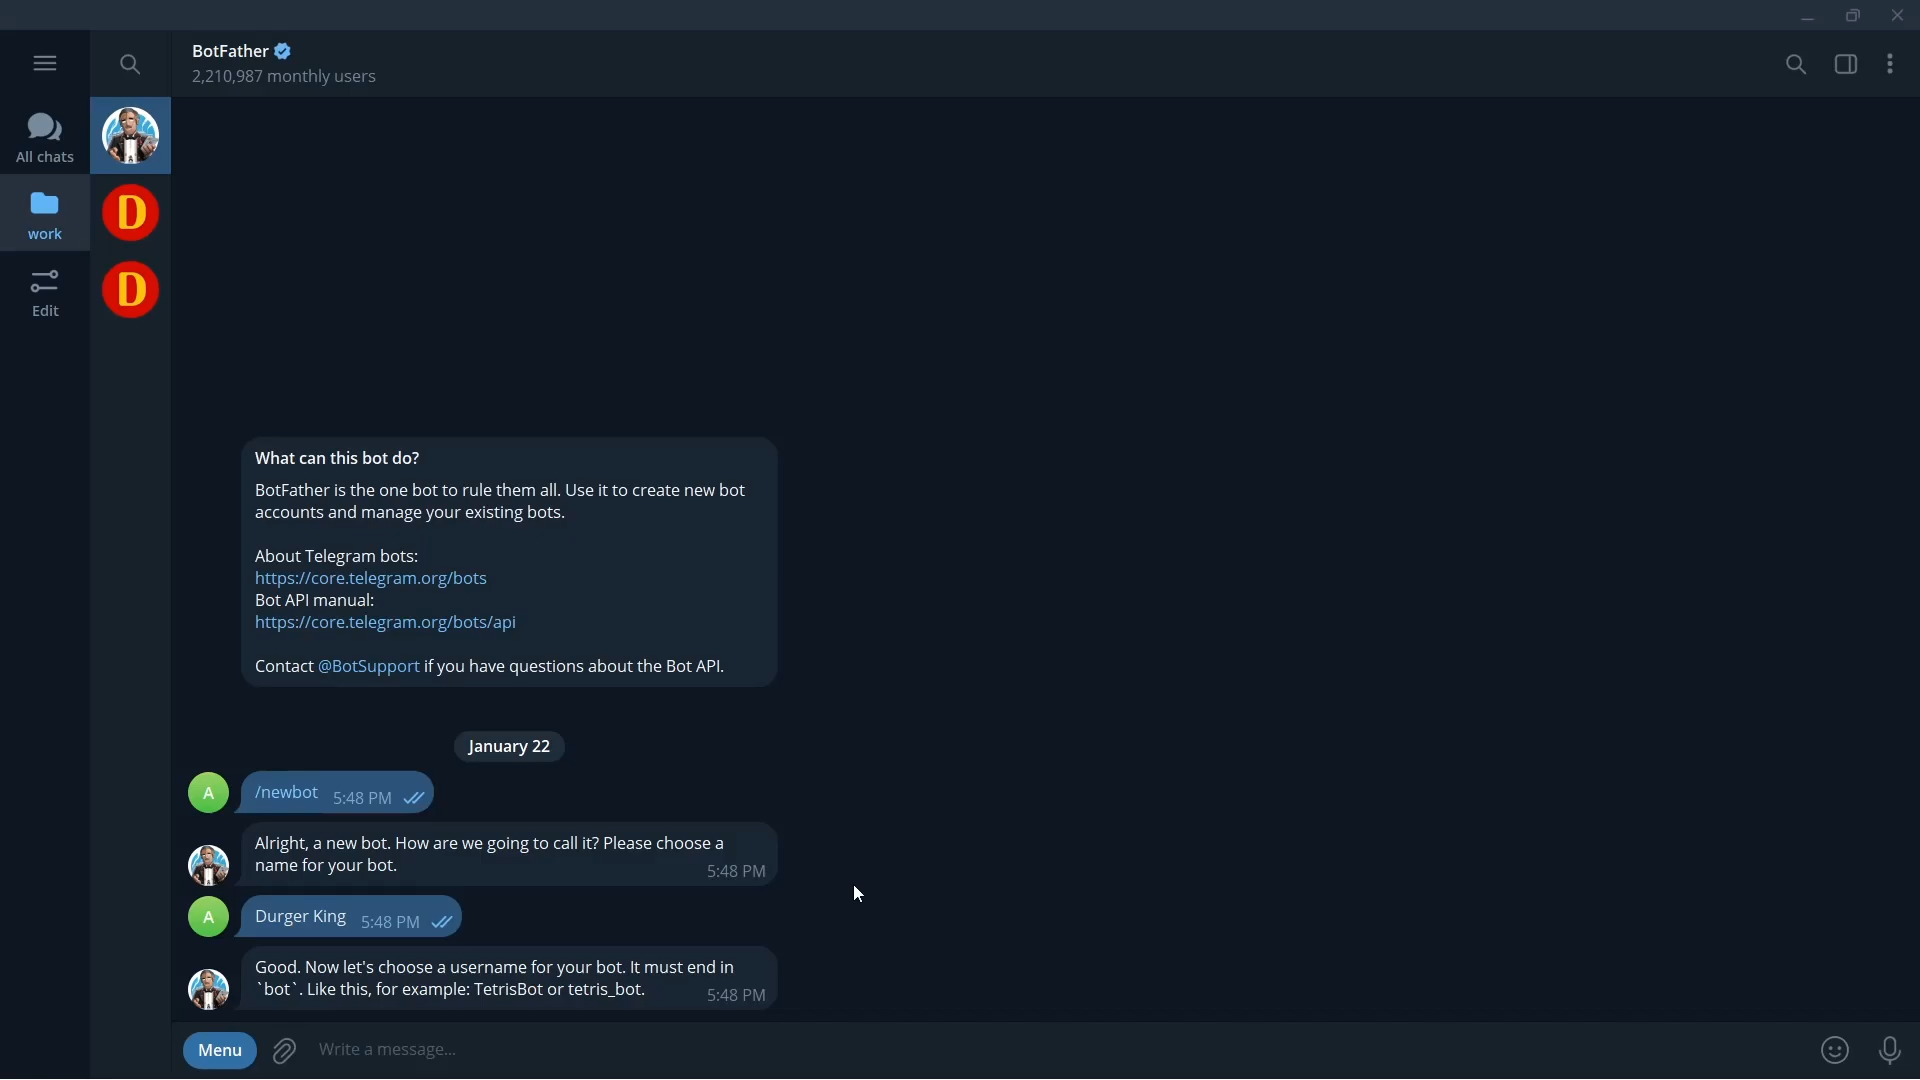 BotFather
2,210,987 monthly users
All chats
work
Edit
D
D
What can this bot do?
BotFather is the one bot to rule them all. Use it to create new bot
accounts and manage your existing bots.
About Telegram bots:
https://core.telegram.org/bots
Bot API manual:
https://core.telegram.org/bots/api
Contact @BotSupport if you have questions about the Bot API.
January 22
A
/newbot 5:48 PM
Alright, a new bot. How are we going to call it? Please choose a
name for your bot.
5:48 PM
A
Durger King 5:48 PM
Good. Now let's choose a username for your bot. It must end in
`bot`. Like this, for example: TetrisBot or tetris_bot.
5:48 PM
Menu
Write a message...